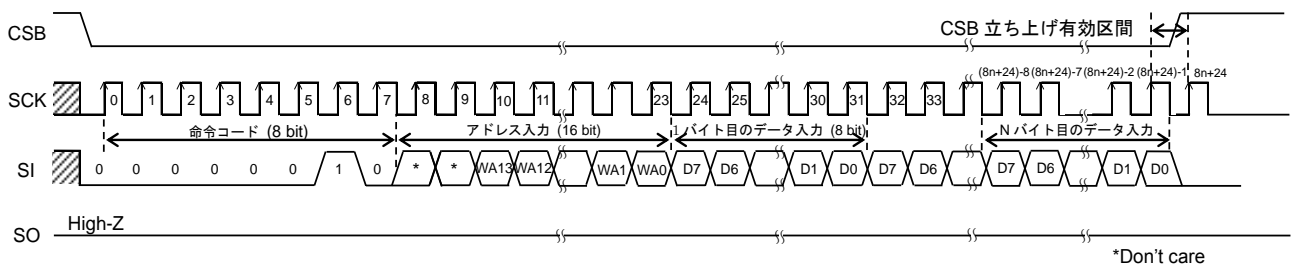 CSB
CSB 立ち上げ有効区間
SCK
0 1 2 3 4 5 6 7 8 9 10 11 23 24 25 30 31 32 33 (8n+24)-8 (8n+24)-7 (8n+24)-2 (8n+24)-1 8n+24
命令コード (8 bit)
アドレス入力 (16 bit)
1 バイト目のデータ入力 (8 bit)
N バイト目のデータ入力
SI
0 0 0 0 0 0 1 0 * * WA13 WA12 WA1 WA0 D7 D6 D1 D0 D7 D6 D7 D6 D1 D0
SO
High-Z
*Don't care